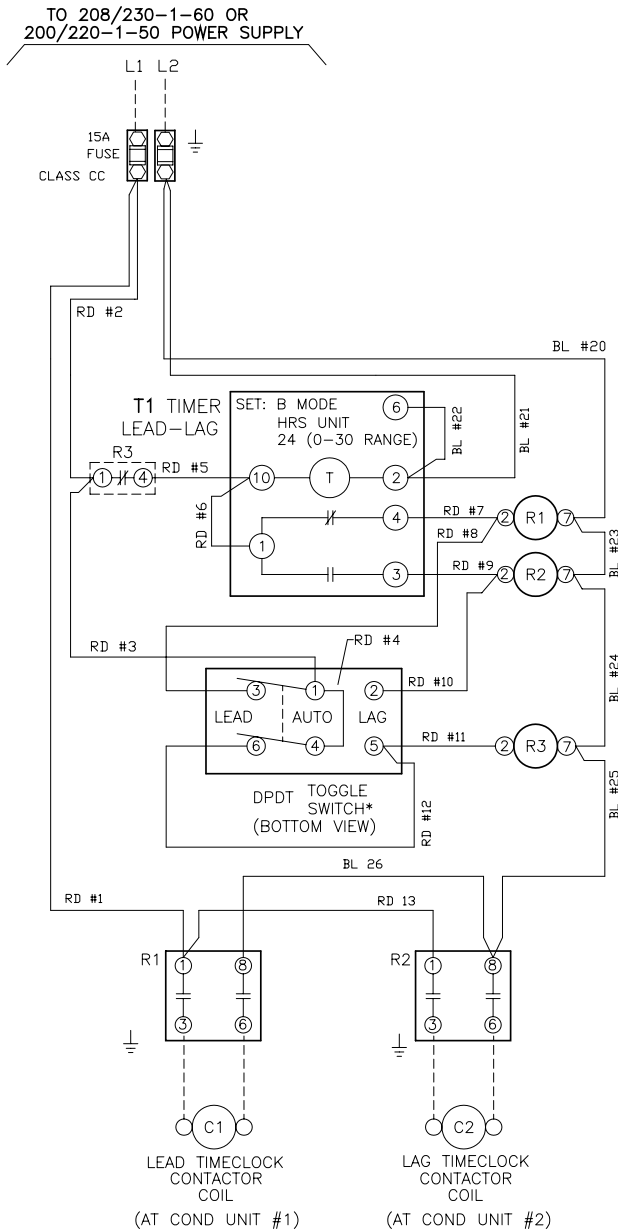 TO 208/230-1-60 OR
200/220-1-50 POWER SUPPLY
L1 L2
15A
FUSE
CLASS CC
RD #2
BL #20
T1 TIMER
LEAD-LAG
SET: B MODE
HRS UNIT
24 (0-30 RANGE)
6
BL #22
BL #21
R3
1 4
RD #5
10
T
2
RD #6
1
4
3
RD #7
RD #8
2 R1 7
BL #23
RD #9
2 R2 7
RD #3
RD #4
3 1 2
RD #10
BL #24
LEAD AUTO LAG
6 4 5
RD #11
2 R3 7
DPDT TOGGLE
SWITCH*
(BOTTOM VIEW)
RD #12
BL #25
BL 26
RD #1
RD 13
R1
1 8
3 6
R2
1 8
3 6
C1
LEAD TIMECLOCK
CONTACTOR
COIL
(AT COND UNIT #1)
C2
LAG TIMECLOCK
CONTACTOR
COIL
(AT COND UNIT #2)